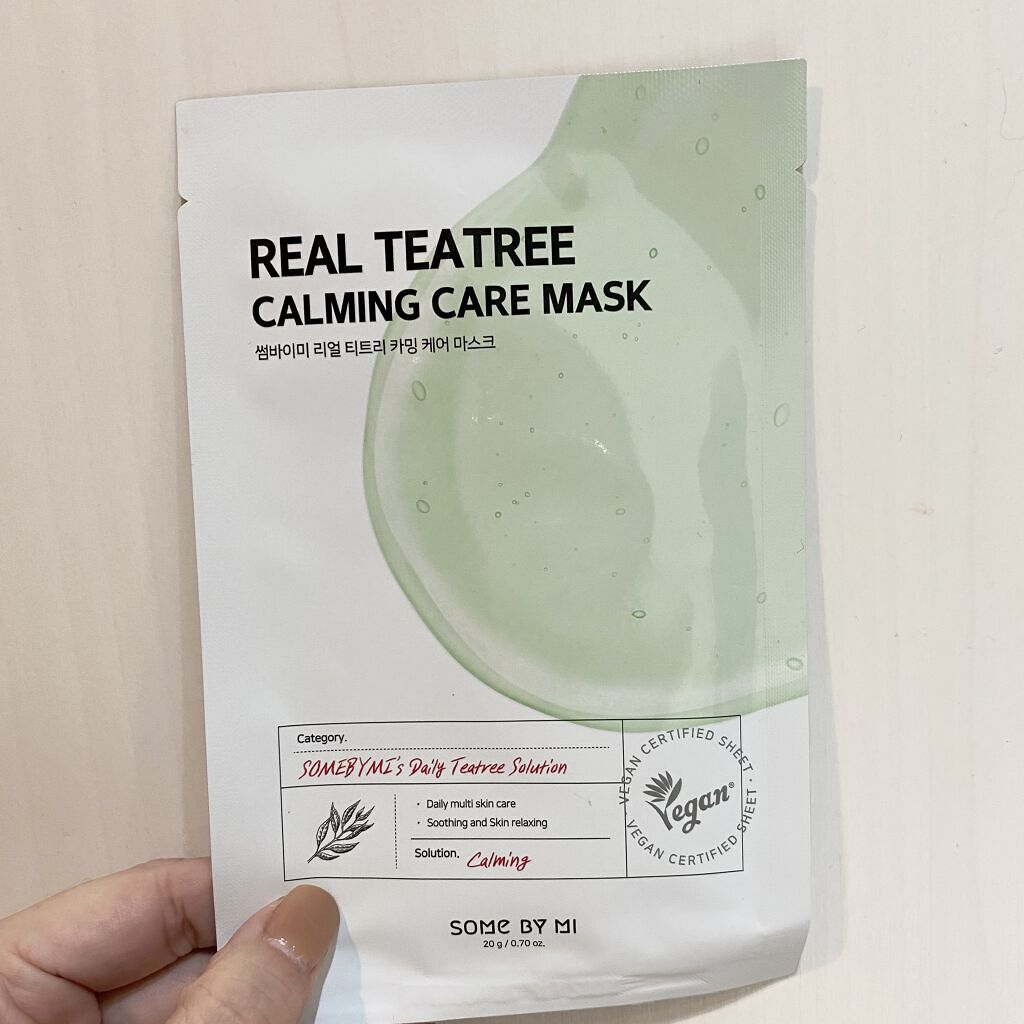 REAL TEATREE
CALMING CARE MASK
썸바이미 리얼 티트리 카밍 케어 마스크
Category.
SOMEBYMI's Daily Teatree Solution
· Daily multi skin care
· Soothing and Skin relaxing
Solution. Calming
VEGAN CERTIFIED SHEET ·
Vegan®
VEGAN CERTIFIED SHEET ·
SOME BY MI
20 g / 0.70 oz.